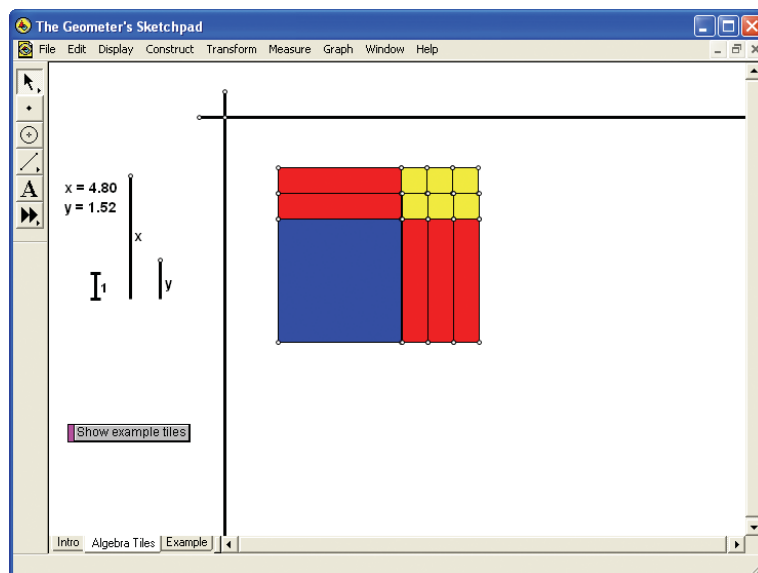 The Geometer's Sketchpad
File Edit Display Construct Transform Measure Graph Window Help
A
x = 4.80
y = 1.52
x
y
1
Show example tiles
Intro Algebra Tiles Example